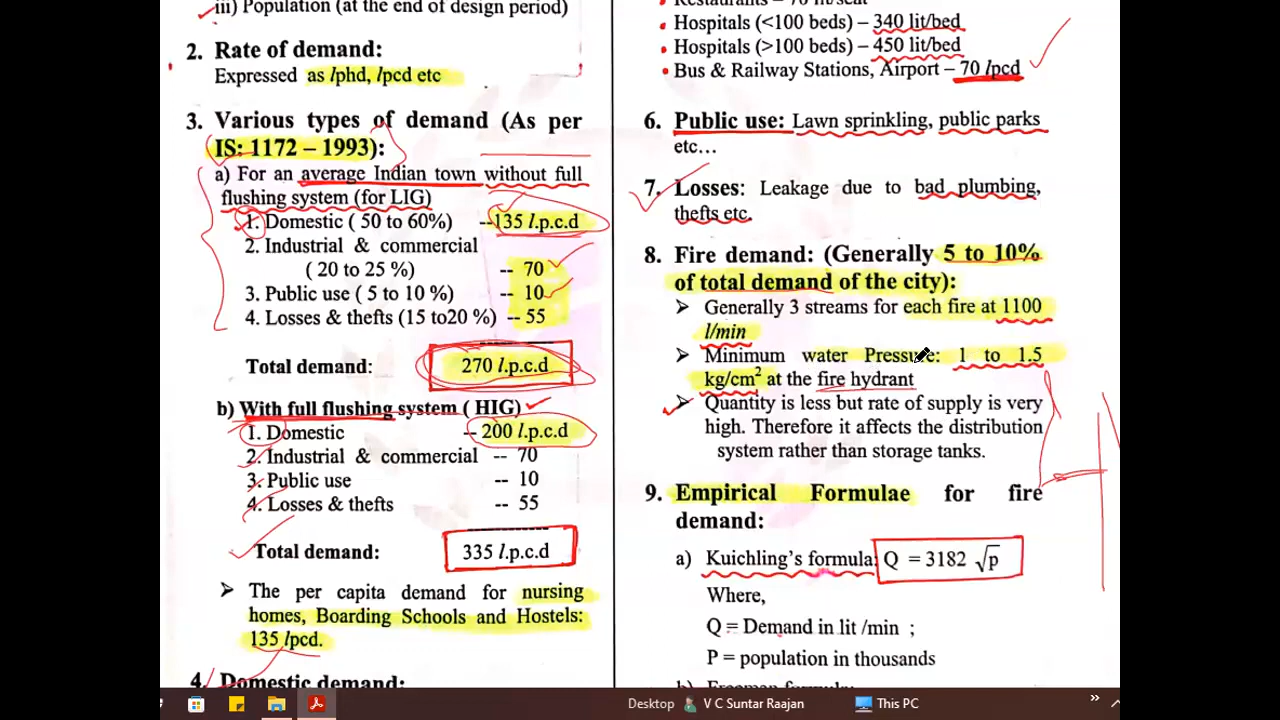 iii) Population (at the end of design period)
2. Rate of demand:
Expressed as lphd, lpcd etc
3. Various types of demand (As per
IS: 1172 – 1993):
a) For an average Indian town without full
flushing system (for LIG)
1. Domestic ( 50 to 60%) --135 l.p.c.d
2. Industrial & commercial
( 20 to 25 %) -- 70
3. Public use ( 5 to 10 %) -- 10
4. Losses & thefts (15 to20 %) -- 55
Total demand: 270 l.p.c.d
b) With full flushing system ( HIG)
1. Domestic -- 200 l.p.c.d
2. Industrial & commercial -- 70
3. Public use -- 10
4. Losses & thefts -- 55
Total demand: 335 l.p.c.d
➢ The per capita demand for nursing
homes, Boarding Schools and Hostels:
135 lpcd.
4. Domestic demand:
Restaurants – 70 lit/seat
• Hospitals (<100 beds) – 340 lit/bed
• Hospitals (>100 beds) – 450 lit/bed
• Bus & Railway Stations, Airport – 70 lpcd
6. Public use: Lawn sprinkling, public parks
etc...
7. Losses: Leakage due to bad plumbing,
thefts etc.
8. Fire demand: (Generally 5 to 10%
of total demand of the city):
➢ Generally 3 streams for each fire at 1100
l/min
➢ Minimum water Pressure: 1 to 1.5
kg/cm² at the fire hydrant
➢ Quantity is less but rate of supply is very
high. Therefore it affects the distribution
system rather than storage tanks.
9. Empirical Formulae for fire
demand:
a) Kuichling's formula: Q = 3182 √p
Where,
Q = Demand in lit /min ;
P = population in thousands
b) Freeman formula:
Desktop V C Suntar Raajan This PC »